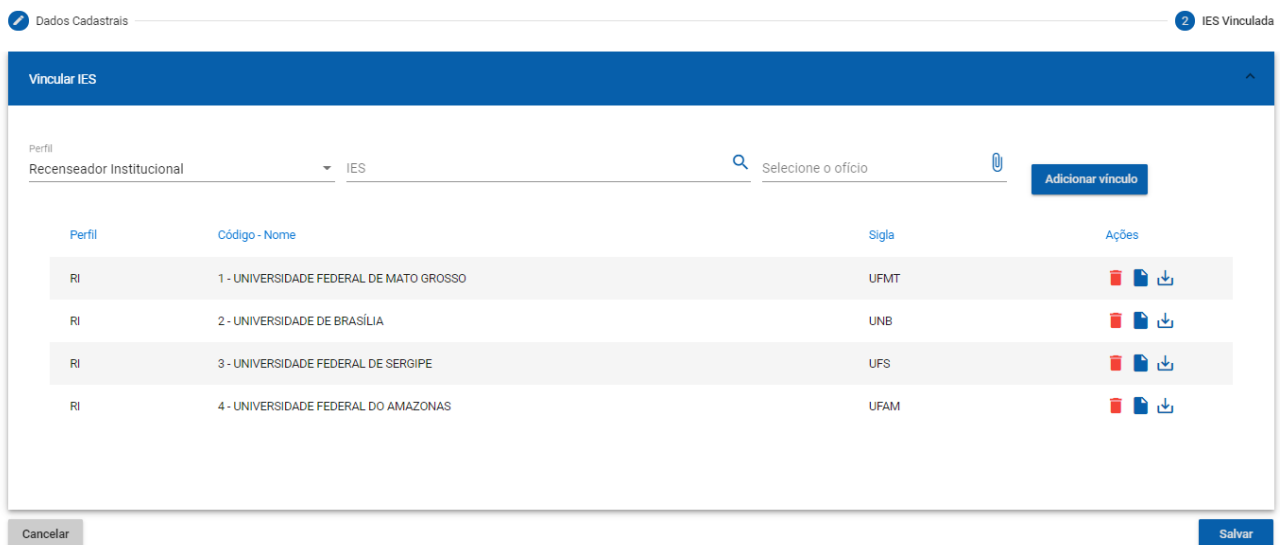 Dados Cadastrais 2 IES Vinculada
Vincular IES
Perfil
Recenseador Institucional IES Selecione o ofício Adicionar vínculo
Perfil Código - Nome Sigla Ações
RI 1 - UNIVERSIDADE FEDERAL DE MATO GROSSO UFMT
RI 2 - UNIVERSIDADE DE BRASÍLIA UNB
RI 3 - UNIVERSIDADE FEDERAL DE SERGIPE UFS
RI 4 - UNIVERSIDADE FEDERAL DO AMAZONAS UFAM
Cancelar Salvar